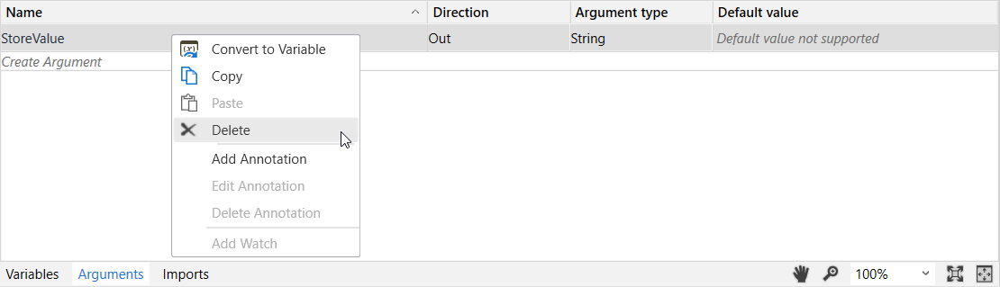 Name Direction Argument type Default value
StoreValue Out String Default value not supported
Create Argument
Convert to Variable
Copy
Paste
Delete
Add Annotation
Edit Annotation
Delete Annotation
Add Watch
Variables Arguments Imports 100%